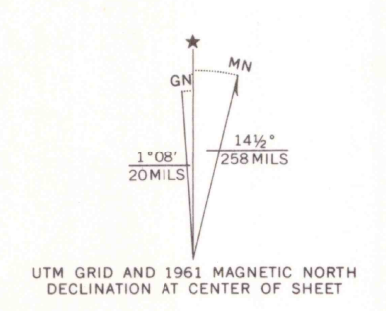 ★
MN
GN
1°08'
20 MILS
14½°
258 MILS
UTM GRID AND 1961 MAGNETIC NORTH
DECLINATION AT CENTER OF SHEET